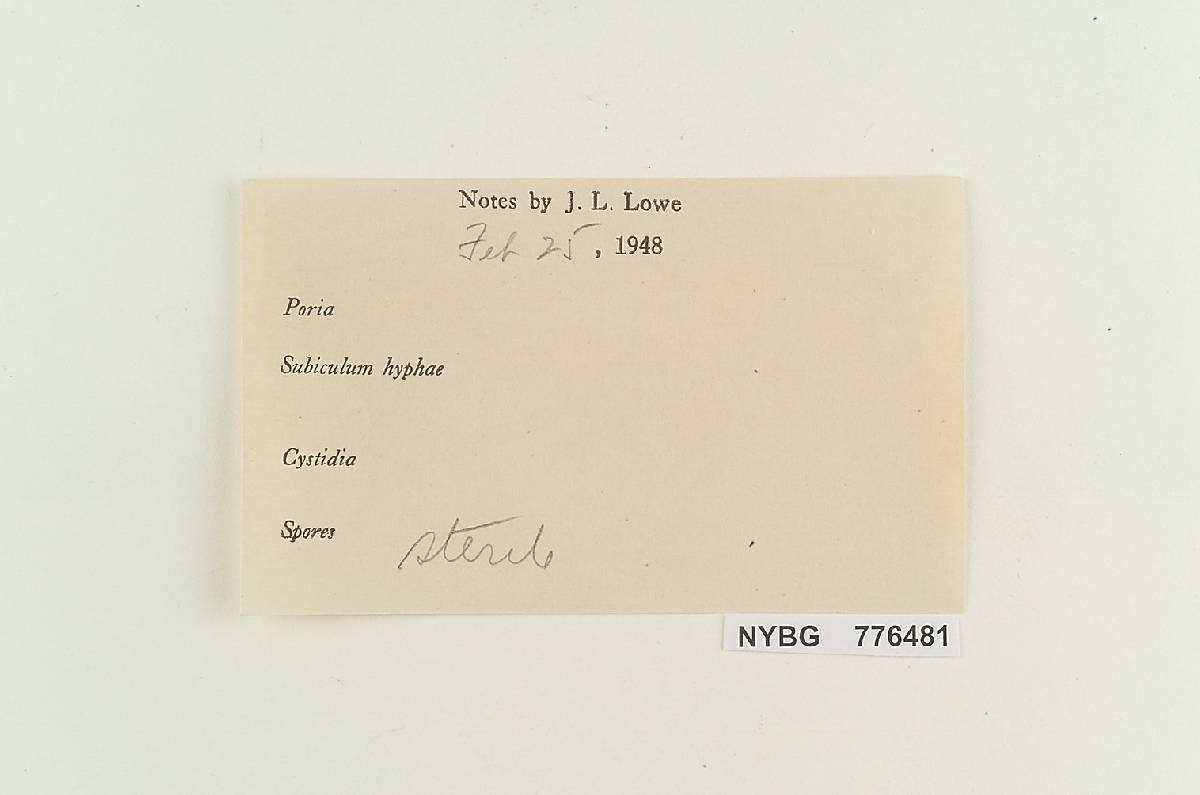 Notes by J. L. Lowe
Feb 25, 1948
Poria
Subiculum hyphae
Cystidia
Spores sterile
NYBG 776481